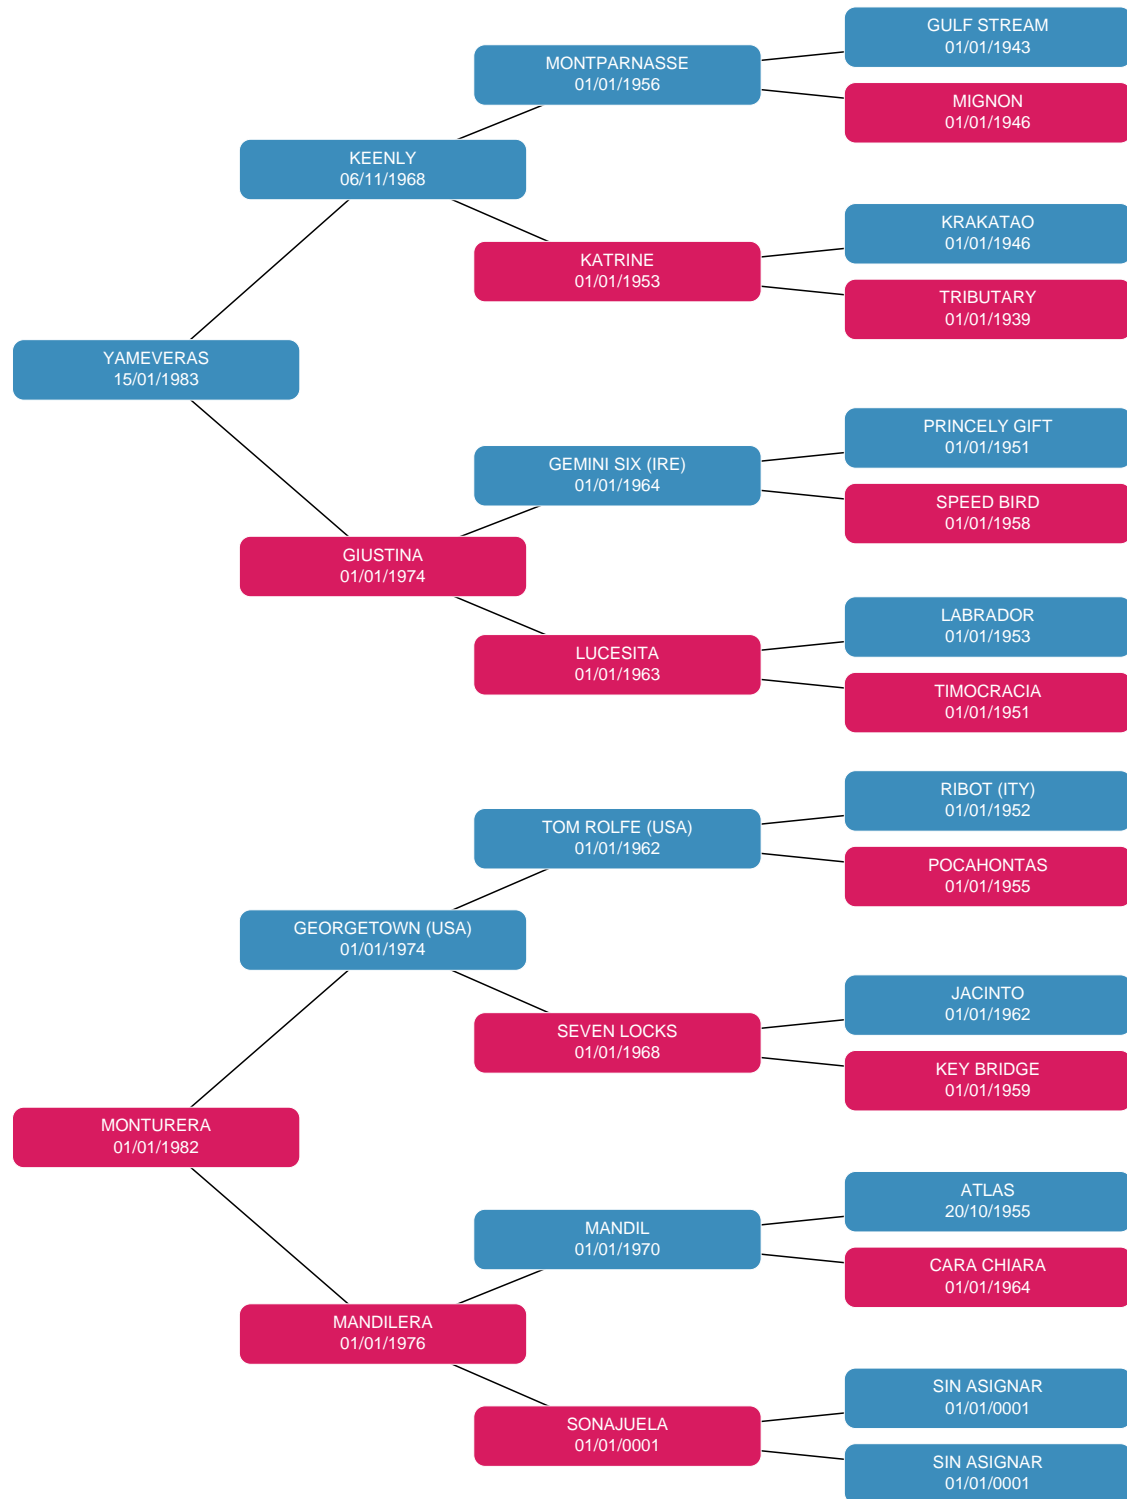 GULF STREAM
01/01/1943
MONTPARNASSE
01/01/1956
MIGNON
01/01/1946
KEENLY
06/11/1968
KRAKATAO
01/01/1946
KATRINE
01/01/1953
TRIBUTARY
01/01/1939
YAMEVERAS
15/01/1983
PRINCELY GIFT
01/01/1951
GEMINI SIX (IRE)
01/01/1964
SPEED BIRD
01/01/1958
GIUSTINA
01/01/1974
LABRADOR
01/01/1953
LUCESITA
01/01/1963
TIMOCRACIA
01/01/1951
RIBOT (ITY)
01/01/1952
TOM ROLFE (USA)
01/01/1962
POCAHONTAS
01/01/1955
GEORGETOWN (USA)
01/01/1974
JACINTO
01/01/1962
SEVEN LOCKS
01/01/1968
KEY BRIDGE
01/01/1959
MONTURERA
01/01/1982
ATLAS
20/10/1955
MANDIL
01/01/1970
CARA CHIARA
01/01/1964
MANDILERA
01/01/1976
SIN ASIGNAR
01/01/0001
SONAJUELA
01/01/0001
SIN ASIGNAR
01/01/0001